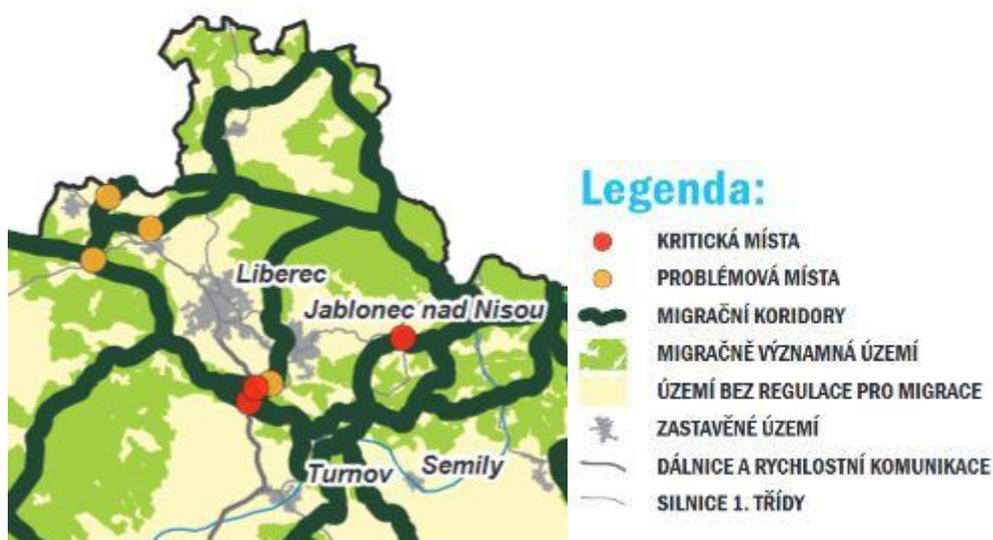 Liberec
Jablonec nad Nisou
Turnov
Semily
Legenda:
KRITICKÁ MÍSTA
PROBLÉMOVÁ MÍSTA
MIGRAČNÍ KORIDORY
MIGRAČNĚ VÝZNAMNÁ ÚZEMÍ
ÚZEMÍ BEZ REGULACE PRO MIGRACE
ZASTAVĚNÉ ÚZEMÍ
DÁLNICE A RYCHLOSTNÍ KOMUNIKACE
SILNICE 1. TŘÍDY